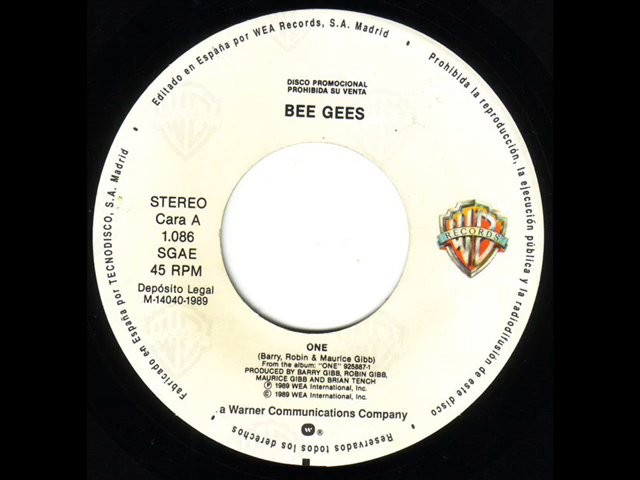 Editado en España por WEA Records, S.A. Madrid
Prohibida la reproducción, la ejecución pública y la radiodifusión de este disco
DISCO PROMOCIONAL
PROHIBIDA SU VENTA
BEE GEES
STEREO
Cara A
1.086
SGAE
45 RPM
Depósito Legal
M-14040-1989
WB
RECORDS
ONE
(Barry, Robin & Maurice Gibb)
From the album: "ONE" 925887-1
PRODUCED BY BARRY GIBB, ROBIN GIBB,
MAURICE GIBB AND BRIAN TENCH
℗ 1989 WEA International, Inc.
© 1989 WEA International, Inc.
. a Warner Communications Company
W ®
Fabricado en España por TECNODISCO, S.A. Madrid
Reservados todos los derechos